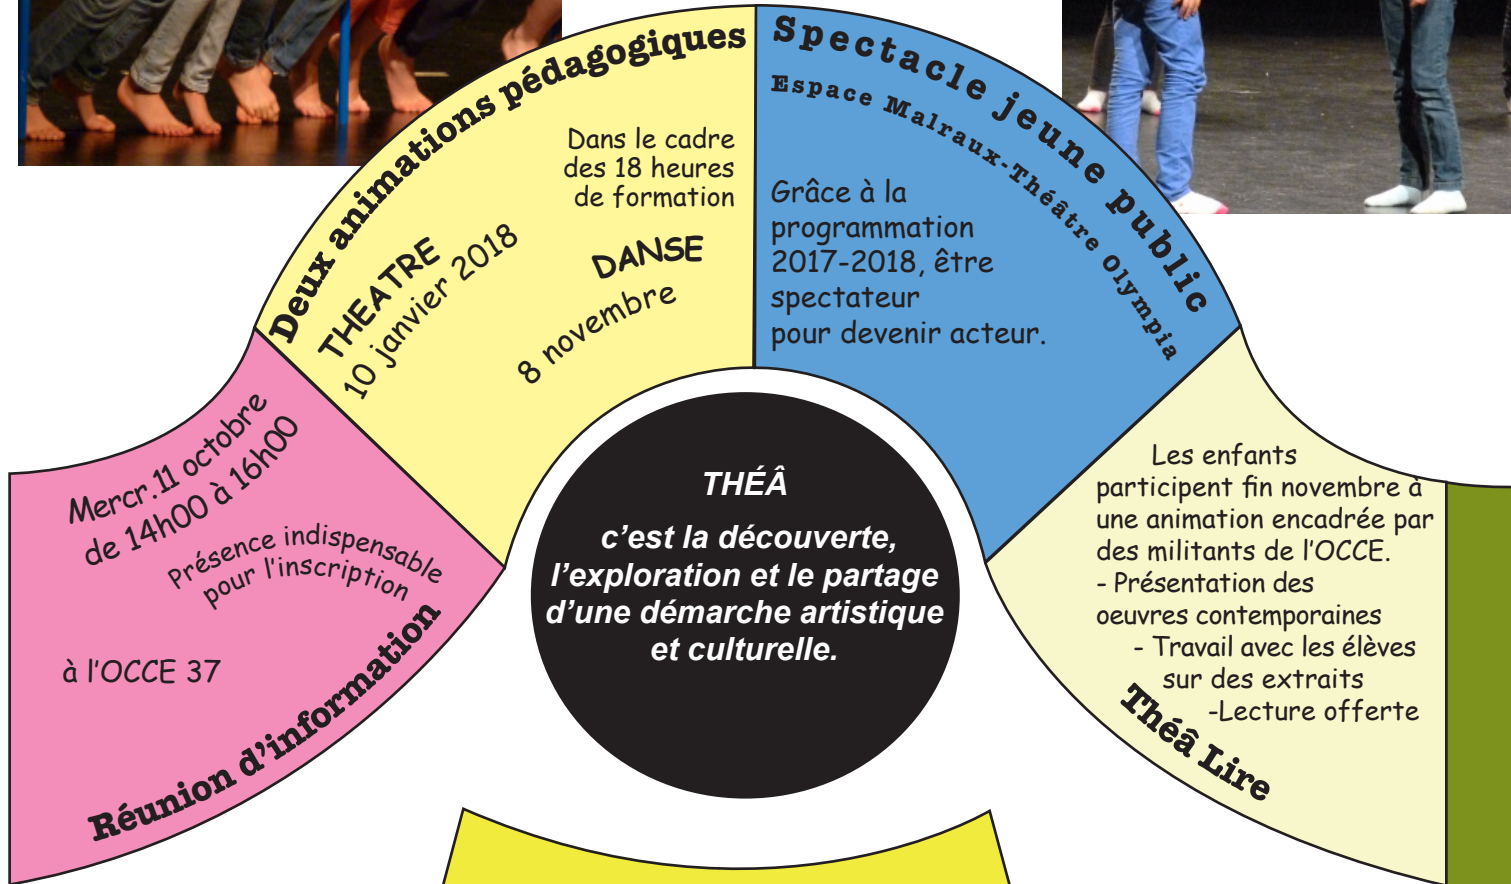 Deux animations pédagogiques
Dans le cadre
des 18 heures
de formation
THEATRE
10 janvier 2018
DANSE
8 novembre
Spectacle jeune public
Espace Malraux-Théâtre Olympia
Grâce à la
programmation
2017-2018, être
spectateur
pour devenir acteur.
Mercr.11 octobre
de 14h00 à 16h00
Présence indispensable
pour l'inscription
à l'OCCE 37
Réunion d'information
THÉÂ
c'est la découverte,
l'exploration et le partage
d'une démarche artistique
et culturelle.
Les enfants
participent fin novembre à
une animation encadrée par
des militants de l'OCCE.
- Présentation des
oeuvres contemporaines
- Travail avec les élèves
sur des extraits
-Lecture offerte
Théâ Lire